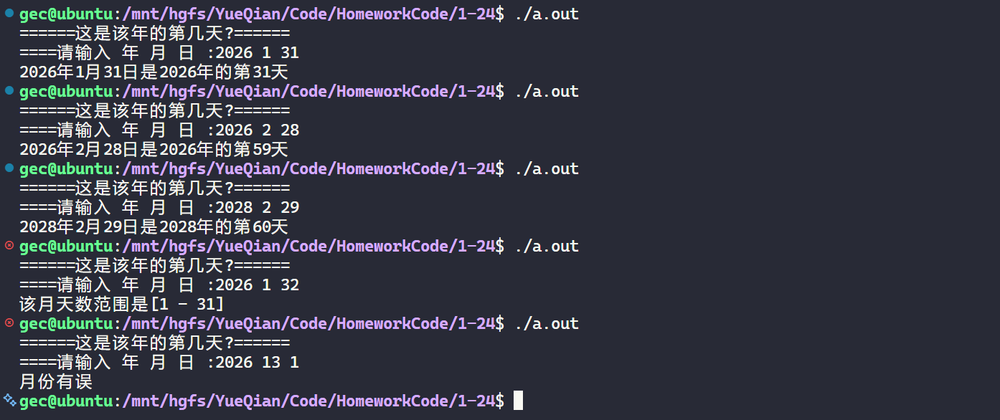 gec@ubuntu:/mnt/hgfs/YueQian/Code/HomeworkCode/1-24$ ./a.out
======这是该年的第几天?======
====请输入 年 月 日 :2026 1 31
2026年1月31日是2026年的第31天
gec@ubuntu:/mnt/hgfs/YueQian/Code/HomeworkCode/1-24$ ./a.out
======这是该年的第几天?======
====请输入 年 月 日 :2026 2 28
2026年2月28日是2026年的第59天
gec@ubuntu:/mnt/hgfs/YueQian/Code/HomeworkCode/1-24$ ./a.out
======这是该年的第几天?======
====请输入 年 月 日 :2028 2 29
2028年2月29日是2028年的第60天
gec@ubuntu:/mnt/hgfs/YueQian/Code/HomeworkCode/1-24$ ./a.out
======这是该年的第几天?======
====请输入 年 月 日 :2026 1 32
该月天数范围是[1 - 31]
gec@ubuntu:/mnt/hgfs/YueQian/Code/HomeworkCode/1-24$ ./a.out
======这是该年的第几天?======
====请输入 年 月 日 :2026 13 1
月份有误
gec@ubuntu:/mnt/hgfs/YueQian/Code/HomeworkCode/1-24$